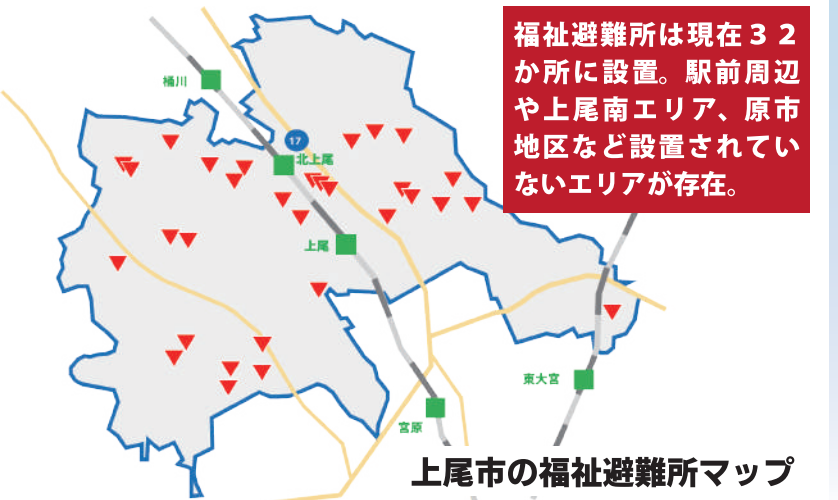 福祉避難所は現在３２
か所に設置。駅前周辺
や上尾南エリア、原市
地区など設置されてい
ないエリアが存在。
桶川
17
北上尾
上尾
東大宮
宮原
上尾市の福祉避難所マップ